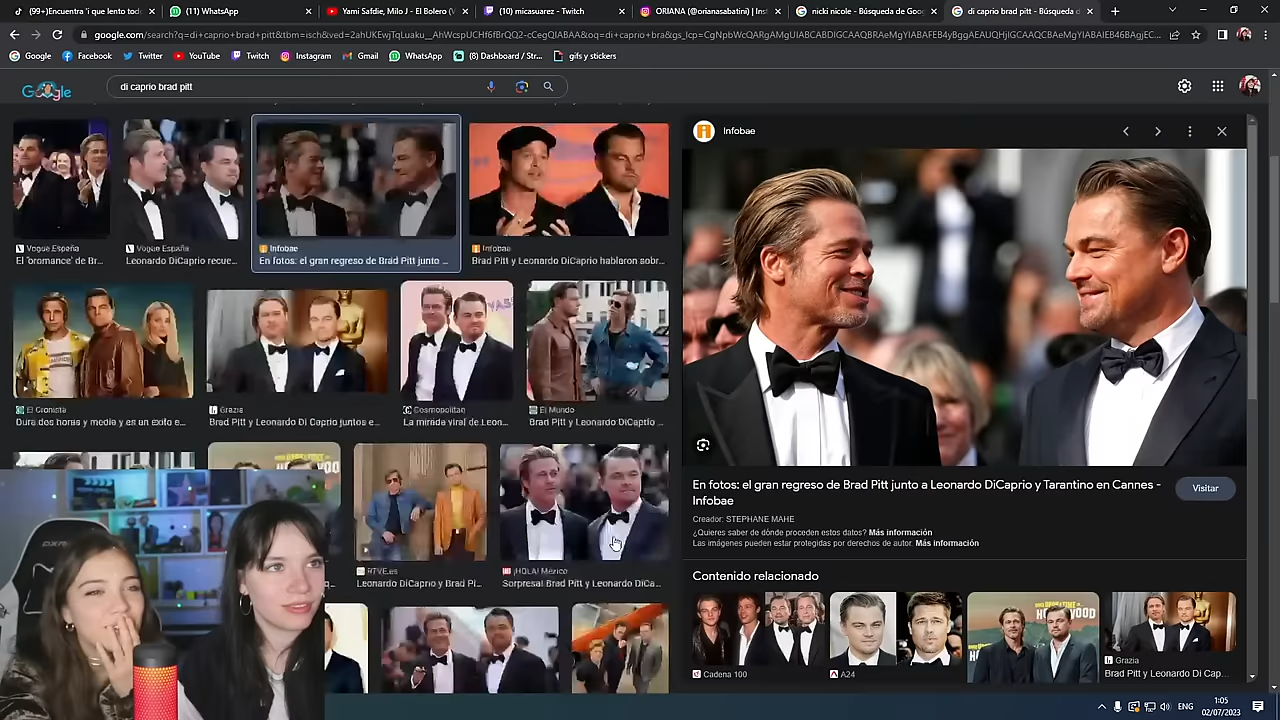 (99+)Encuentra 'i que lento todo
(11) WhatsApp
Yami Safdie, Milo J - El Bolero (V
(10) micasuarez - Twitch
ORIANA (@orianasabatini) | Inst
nicki nicole - Búsqueda de Goo
di caprio brad pitt - Búsqueda d
Google
Facebook
Twitter
YouTube
Twitch
Instagram
Gmail
WhatsApp
(8) Dashboard / Str...
gifs y stickers
di caprio brad pitt
Vogue España
El 'bromance' de Br...
Vogue España
Leonardo DiCaprio recue...
Infobae
En fotos: el gran regreso de Brad Pitt junto ...
Infobae
Brad Pitt y Leonardo DiCaprio hablaron sobr...
El Cronista
Dura dos horas y media y es un éxito e...
Grazia
Brad Pitt y Leonardo Di Caprio juntos e...
Cosmopolitan
La mirada viral de Leon...
El Mundo
Brad Pitt y Leonardo DiCaprio ...
RTVE.es
Leonardo DiCaprio y Brad Pi...
¡HOLA! México
Sorpresa! Brad Pitt y Leonardo DiCa...
Infobae
En fotos: el gran regreso de Brad Pitt junto a Leonardo DiCaprio y Tarantino en Cannes -
Infobae
Visitar
Creador: STEPHANE MAHE
¿Quieres saber de dónde proceden estos datos? Más información
Las imágenes pueden estar protegidas por derechos de autor. Más información
Contenido relacionado
Cadena 100
A24
HOLLYWOOD
Grazia
Brad Pitt y Leonardo Di Cap...
DXRACER
ENG
1:05
02/07/2023